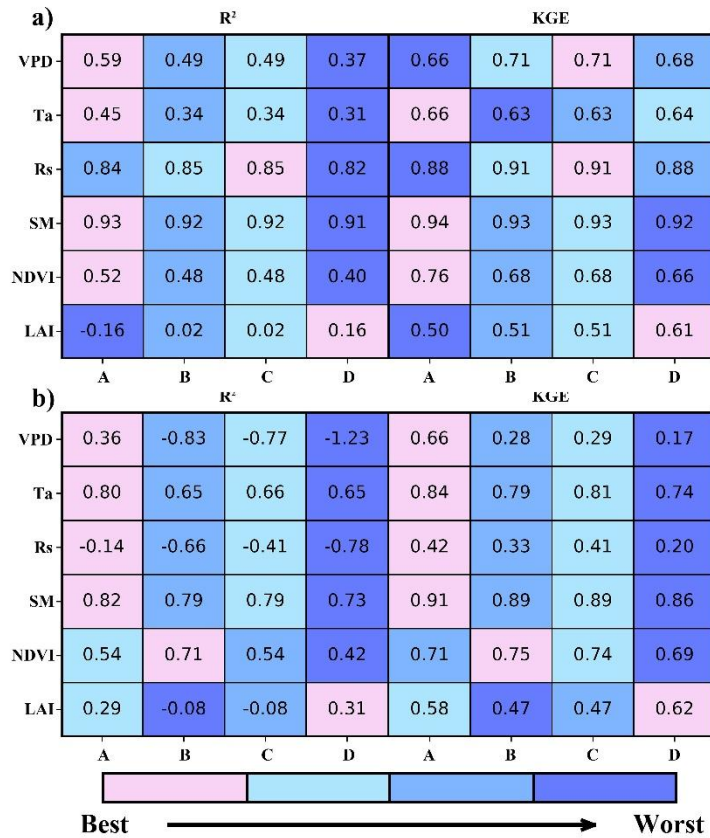 a) R² KGE
VPD 0.59 0.49 0.49 0.37 0.66 0.71 0.71 0.68
Ta 0.45 0.34 0.34 0.31 0.66 0.63 0.63 0.64
Rs 0.84 0.85 0.85 0.82 0.88 0.91 0.91 0.88
SM 0.93 0.92 0.92 0.91 0.94 0.93 0.93 0.92
NDVI 0.52 0.48 0.48 0.40 0.76 0.68 0.68 0.66
LAI -0.16 0.02 0.02 0.16 0.50 0.51 0.51 0.61
A B C D A B C D
b) R² KGE
VPD 0.36 -0.83 -0.77 -1.23 0.66 0.28 0.29 0.17
Ta 0.80 0.65 0.66 0.65 0.84 0.79 0.81 0.74
Rs -0.14 -0.66 -0.41 -0.78 0.42 0.33 0.41 0.20
SM 0.82 0.79 0.79 0.73 0.91 0.89 0.89 0.86
NDVI 0.54 0.71 0.54 0.42 0.71 0.75 0.74 0.69
LAI 0.29 -0.08 -0.08 0.31 0.58 0.47 0.47 0.62
A B C D A B C D
Best Worst